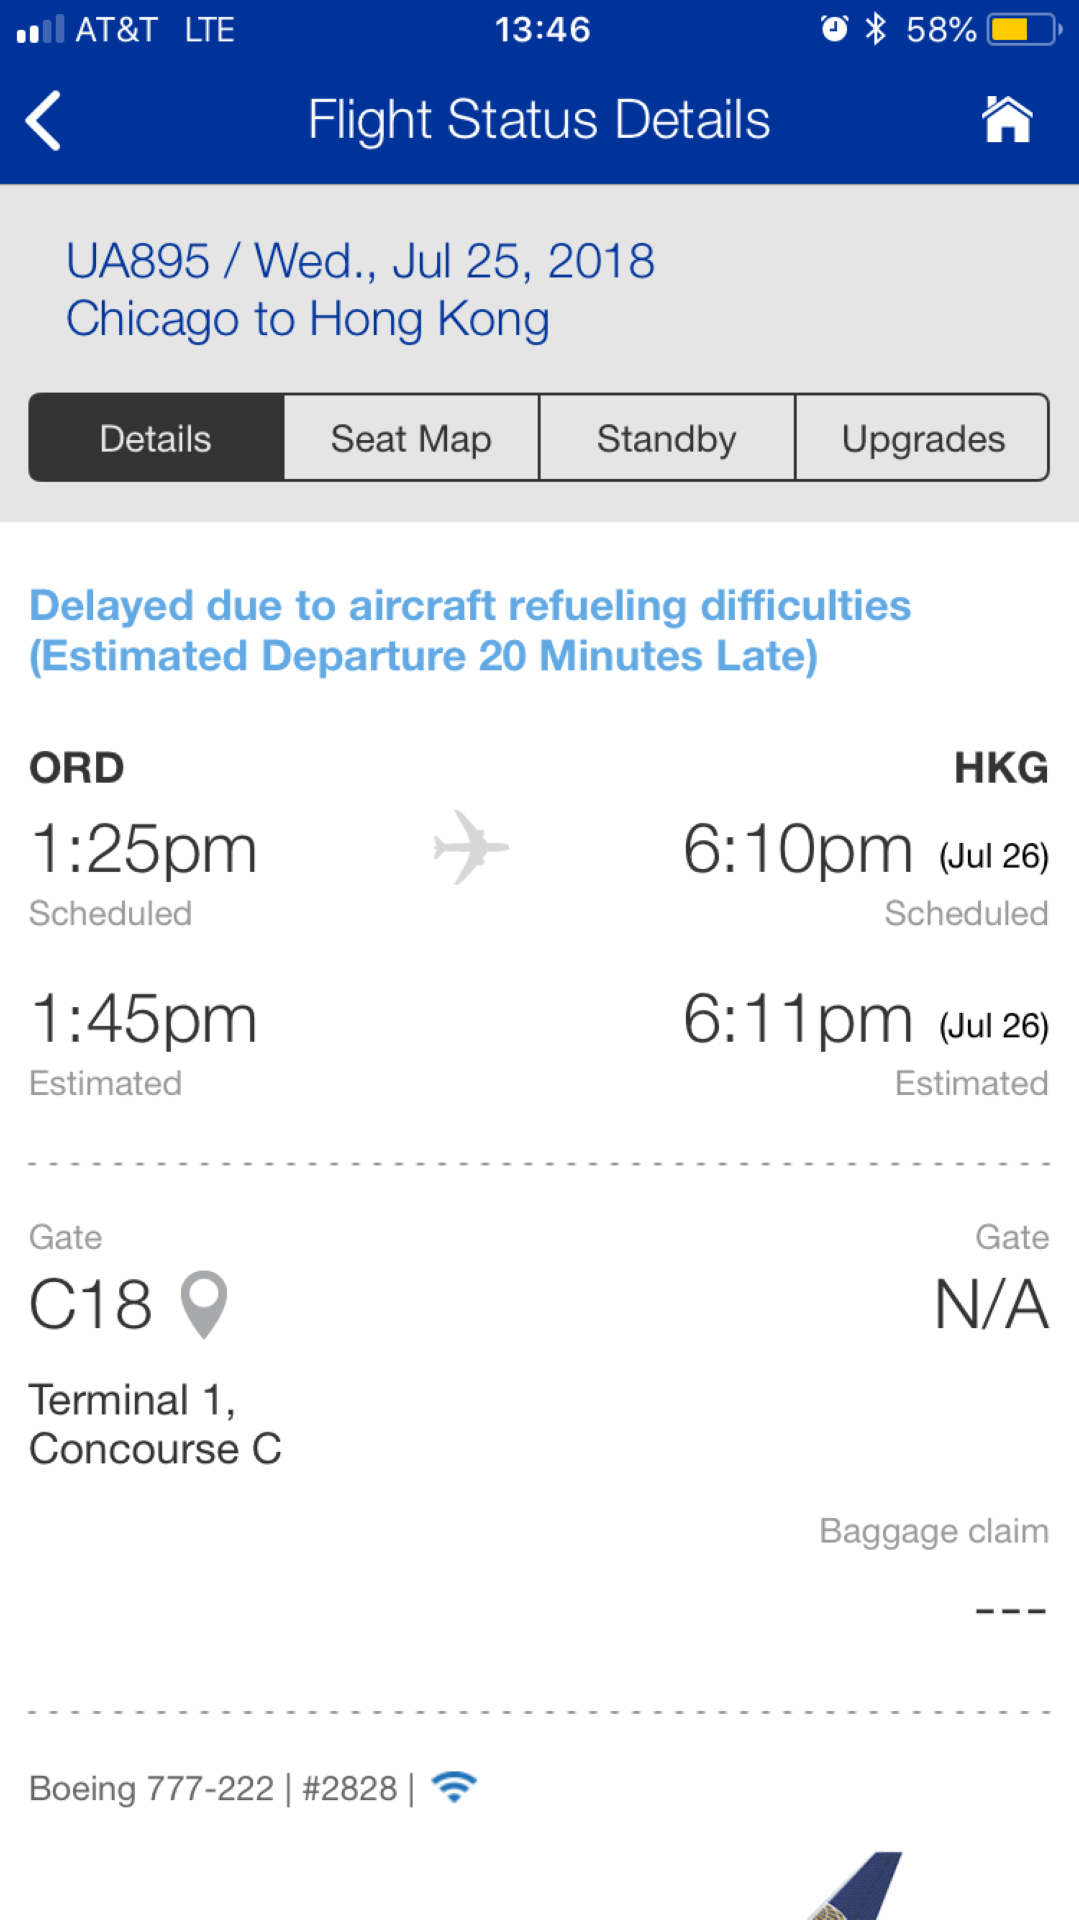 AT&T LTE 13:46 58%
Flight Status Details
UA895 / Wed., Jul 25, 2018
Chicago to Hong Kong
Details Seat Map Standby Upgrades
Delayed due to aircraft refueling difficulties
(Estimated Departure 20 Minutes Late)
ORD HKG
1:25pm 6:10pm (Jul 26)
Scheduled Scheduled
1:45pm 6:11pm (Jul 26)
Estimated Estimated
Gate Gate
C18 N/A
Terminal 1,
Concourse C
Baggage claim
---
Boeing 777-222 | #2828 |